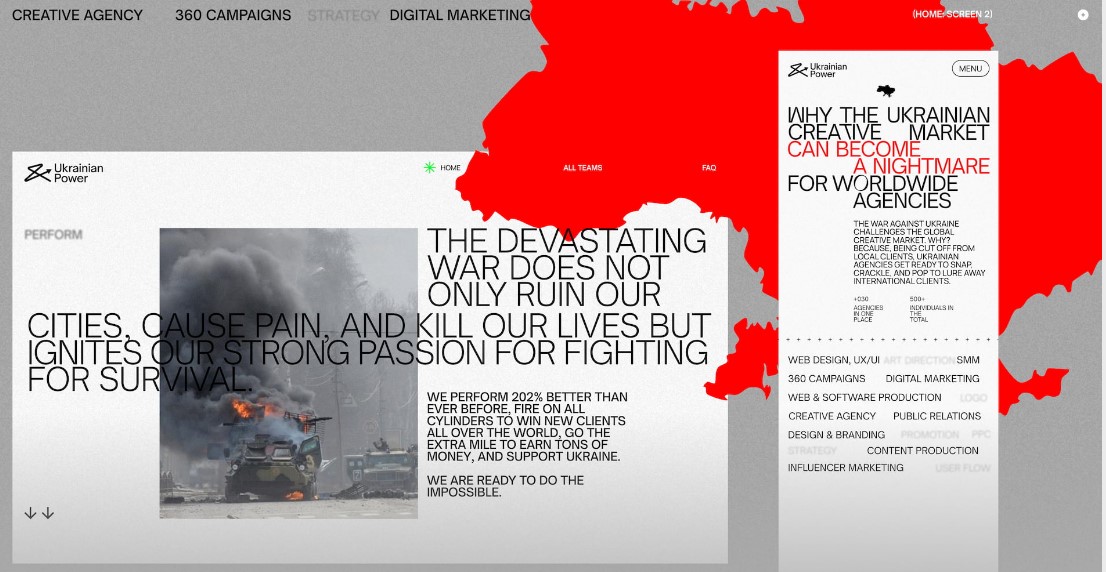 CREATIVE AGENCY 360 CAMPAIGNS STRATEGY DIGITAL MARKETING
(HOME: SCREEN 2)
Ukrainian
Power
HOME ALL TEAMS FAQ
PERFORM
THE DEVASTATING
WAR DOES NOT
ONLY RUIN OUR
CITIES, CAUSE PAIN, AND KILL OUR LIVES BUT
IGNITES OUR STRONG PASSION FOR FIGHTING
FOR SURVIVAL.
WE PERFORM 202% BETTER THAN
EVER BEFORE, FIRE ON ALL
CYLINDERS TO WIN NEW CLIENTS
ALL OVER THE WORLD, GO THE
EXTRA MILE TO EARN TONS OF
MONEY, AND SUPPORT UKRAINE.
WE ARE READY TO DO THE
IMPOSSIBLE.
Ukrainian
Power
MENU
WHY THE UKRAINIAN
CREATIVE MARKET
CAN BECOME
A NIGHTMARE
FOR WORLDWIDE
AGENCIES
THE WAR AGAINST UKRAINE
CHALLENGES THE GLOBAL
CREATIVE MARKET. WHY?
BECAUSE, BEING CUT OFF FROM
LOCAL CLIENTS, UKRAINIAN
AGENCIES GET READY TO SNAP,
CRACKLE, AND POP TO LURE AWAY
INTERNATIONAL CLIENTS.
+030 500+
AGENCIES INDIVIDUALS IN
IN ONE THE
PLACE TOTAL
WEB DESIGN, UX/UI ART DIRECTION SMM
360 CAMPAIGNS DIGITAL MARKETING
WEB & SOFTWARE PRODUCTION LOGO
CREATIVE AGENCY PUBLIC RELATIONS
DESIGN & BRANDING PROMOTION PPC
STRATEGY CONTENT PRODUCTION
INFLUENCER MARKETING USER FLOW